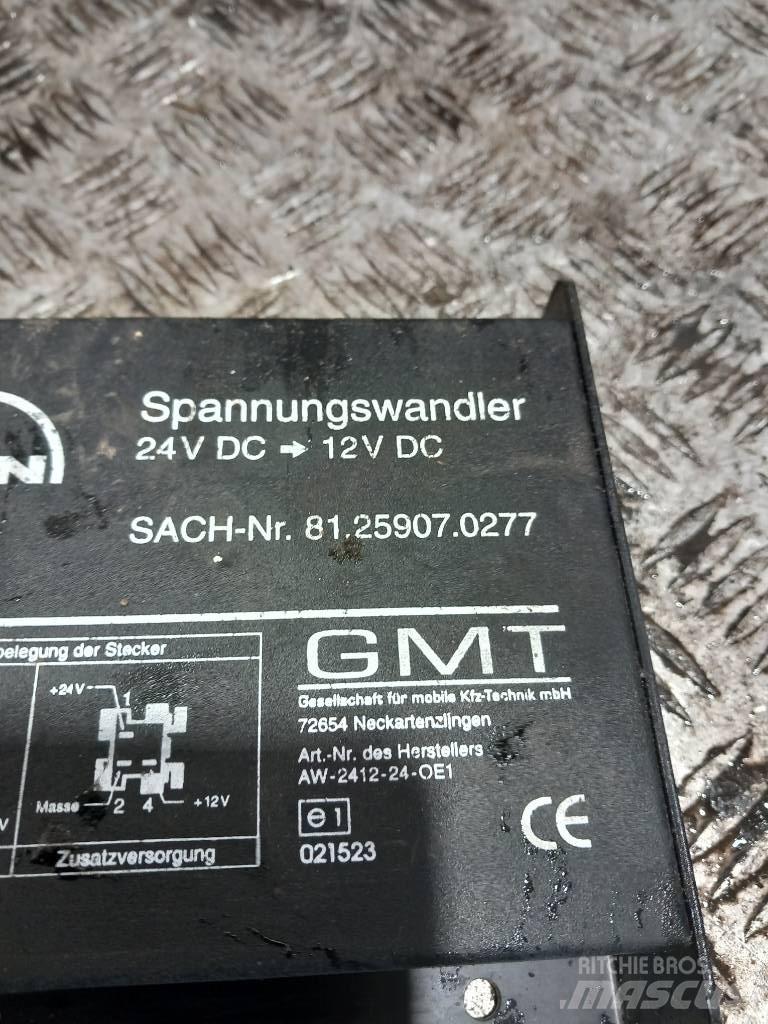 Spannungswandler
24V DC → 12V DC
SACH-Nr. 81.25907.0277
belegung der Stecker
+24V 1
Masse 2 4 +12V
V
Zusatzversorgung
GMT
Gesellschaft für mobile Kfz-Technik mbH
72654 Neckartenzlingen
Art.-Nr. des Herstellers
AW-2412-24-OE1
e1
021523
CE
RITCHIE BROS
MASCUS